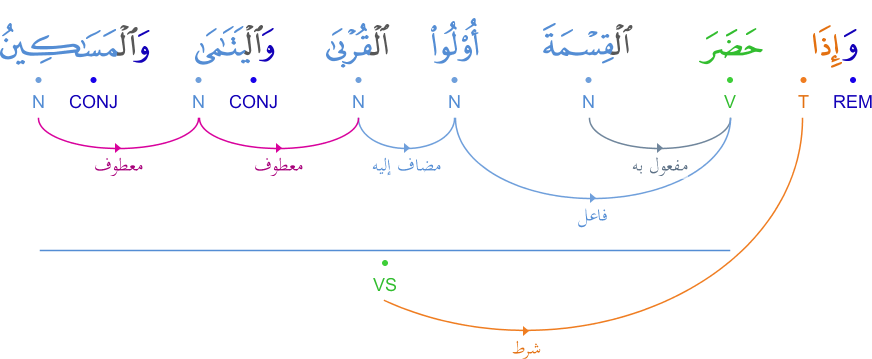 وَإِذَا حَضَرَ ٱلْقِسْمَةَ أُو۟لُوا۟ ٱلْقُرْبَىٰ وَٱلْيَتَٰمَىٰ وَٱلْمَسَٰكِينُ
REM T V N N N CONJ N CONJ N
معطوف معطوف مضاف إليه مفعول به
فاعل
VS
شرط